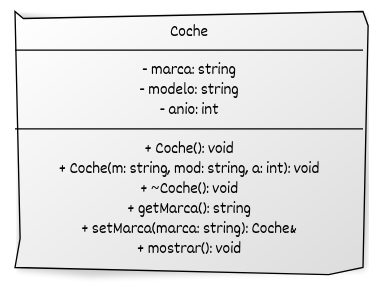 Coche
- marca: string
- modelo: string
- anio: int
+ Coche(): void
+ Coche(m: string, mod: string, a: int): void
+ ~Coche(): void
+ getMarca(): string
+ setMarca(marca: string): Coche&
+ mostrar(): void